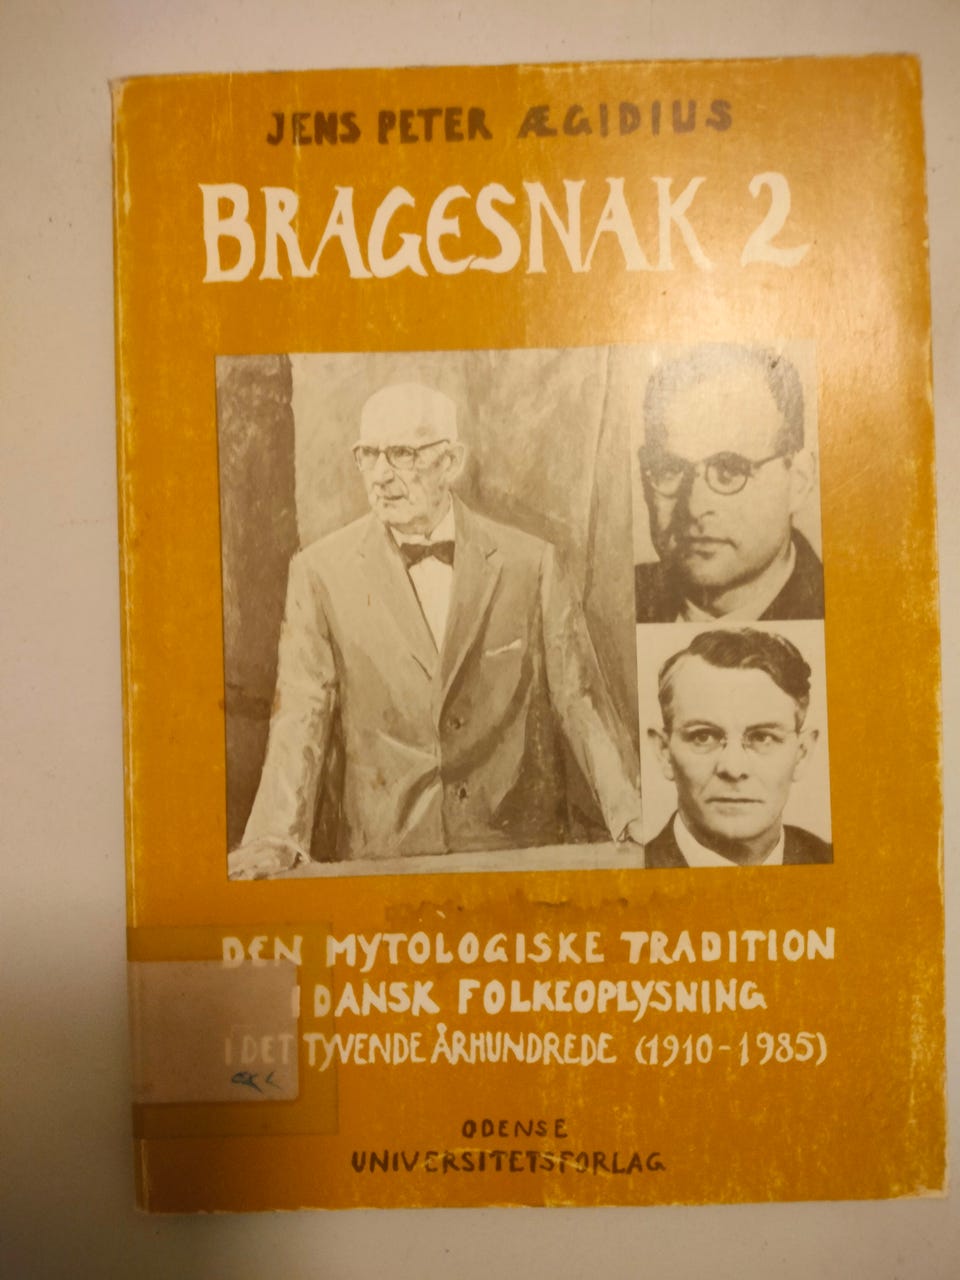 JENS PETER ÆGIDIUS
BRAGESNAK 2
DEN MYTOLOGISKE TRADITION
I DANSK FOLKEOPLYSNING
I DET TYVENDE ÅRHUNDREDE (1910-1985)
ODENSE
UNIVERSITETSFORLAG